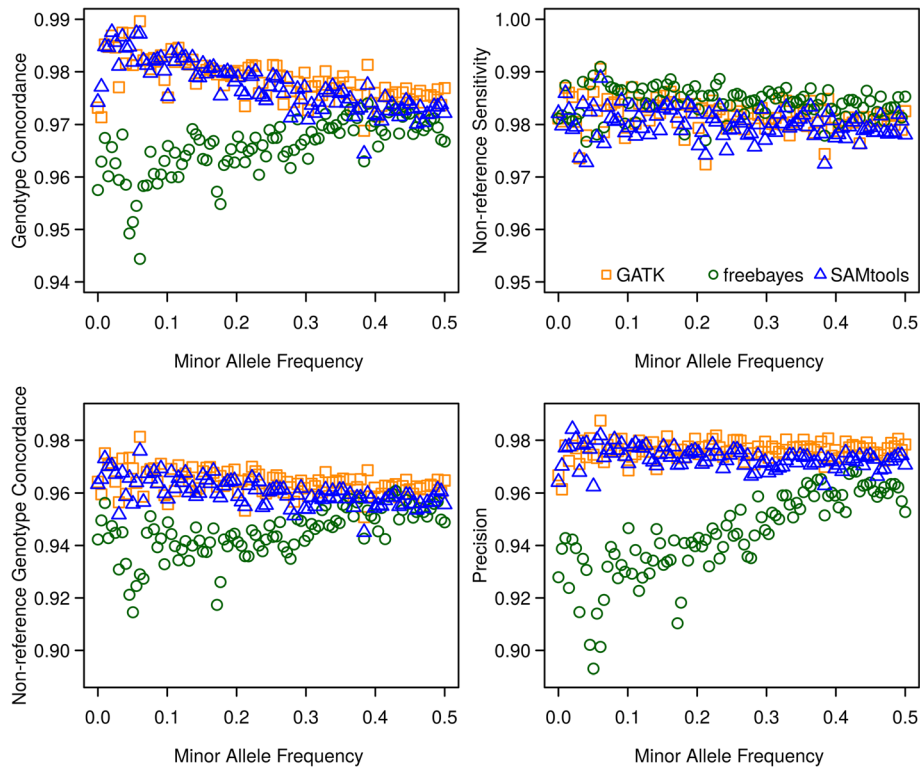 Genotype Concordance
0.99
0.98
0.97
0.96
0.95
0.94
0.0 0.1 0.2 0.3 0.4 0.5
Minor Allele Frequency
Non-reference Sensitivity
1.00
0.99
0.98
0.97
0.96
0.95
GATK freebayes SAMtools
0.0 0.1 0.2 0.3 0.4 0.5
Minor Allele Frequency
Non-reference Genotype Concordance
0.98
0.96
0.94
0.92
0.90
0.0 0.1 0.2 0.3 0.4 0.5
Minor Allele Frequency
Precision
0.98
0.96
0.94
0.92
0.90
0.0 0.1 0.2 0.3 0.4 0.5
Minor Allele Frequency